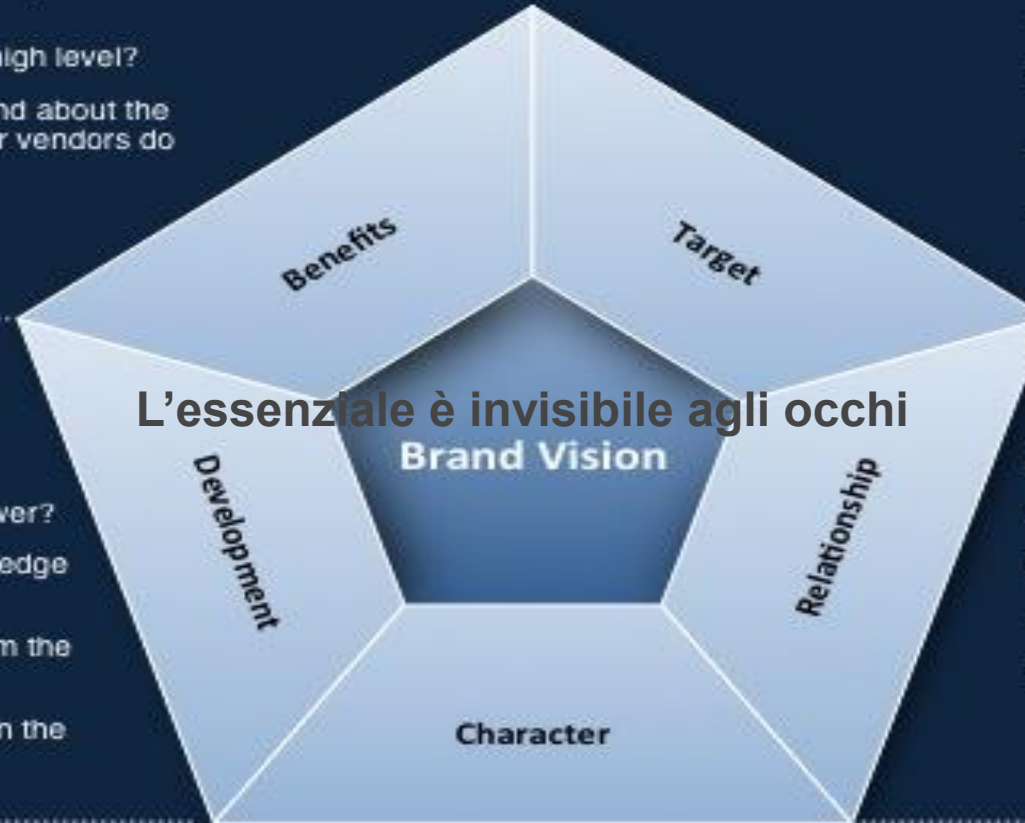 high level?
nd about the
r vendors do
Benefits
Target
L’essenziale è invisibile agli occhi
Brand Vision
Development
Relationship
wer?
edge
m the
n the
Character